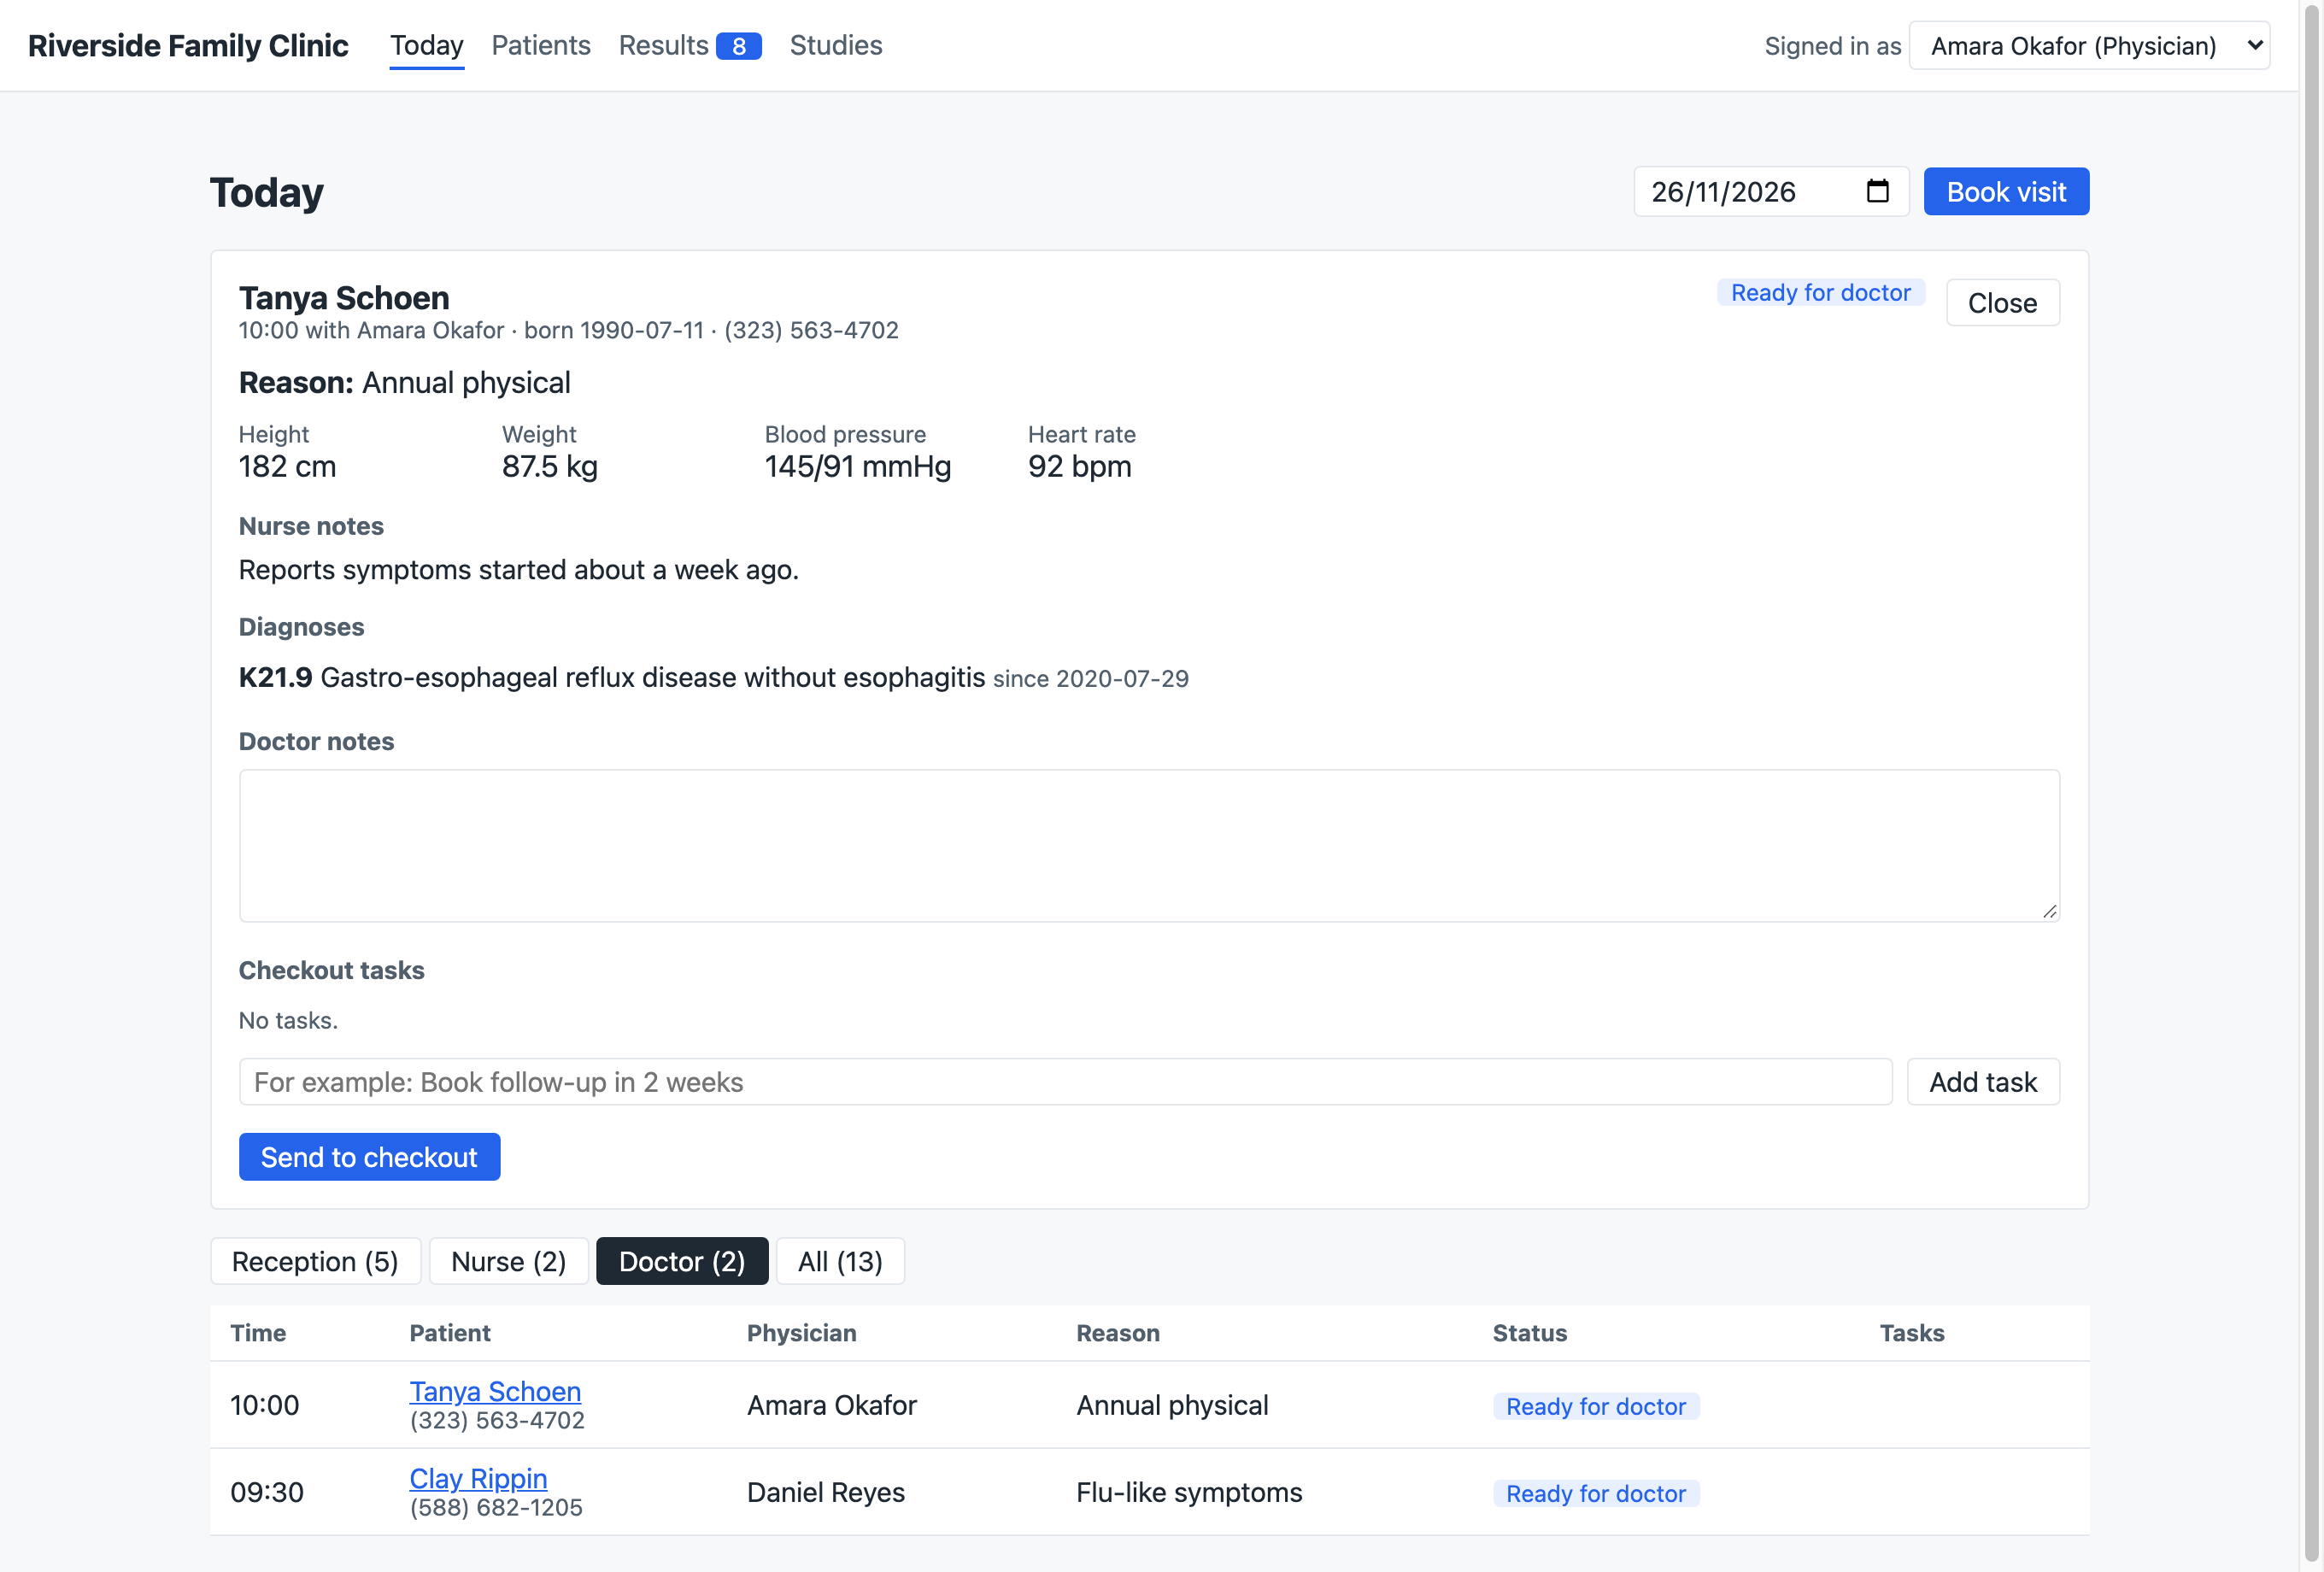 Riverside Family Clinic Today Patients Results 8 Studies Signed in as Amara Okafor (Physician)
Today 26/11/2026 Book visit
Tanya Schoen Ready for doctor Close
10:00 with Amara Okafor · born 1990-07-11 · (323) 563-4702
Reason: Annual physical
Height Weight Blood pressure Heart rate
182 cm 87.5 kg 145/91 mmHg 92 bpm
Nurse notes
Reports symptoms started about a week ago.
Diagnoses
K21.9 Gastro-esophageal reflux disease without esophagitis since 2020-07-29
Doctor notes
Checkout tasks
No tasks.
For example: Book follow-up in 2 weeks Add task
Send to checkout
Reception (5) Nurse (2) Doctor (2) All (13)
Time Patient Physician Reason Status Tasks
10:00 Tanya Schoen Amara Okafor Annual physical Ready for doctor
(323) 563-4702
09:30 Clay Rippin Daniel Reyes Flu-like symptoms Ready for doctor
(588) 682-1205